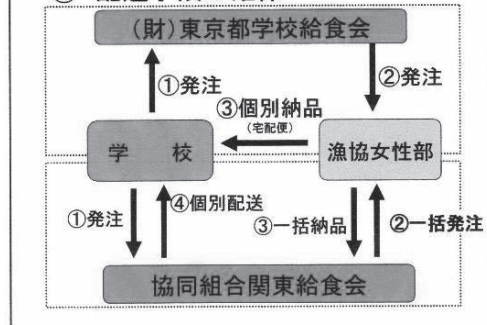 (財)東京都学校給食会
①発注
②発注
③個別納品
(宅配便)
学　校
漁協女性部
①発注
④個別配送
③一括納品
②一括発注
協同組合関東給食会